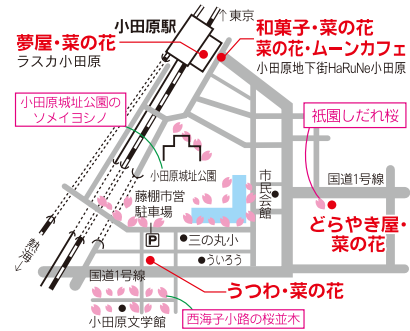 ↗東京
小田原駅
夢屋・菜の花
ラスカ小田原
和菓子・菜の花
菜の花・ムーンカフェ
小田原地下街HaRuNe小田原
小田原城址公園の
ソメイヨシノ
祇園しだれ桜
小田原城址公園
市民会館
国道1号線
藤棚市営
駐車場
P
どらやき屋・
菜の花
三の丸小
ういろう
熱海
国道1号線
うつわ・菜の花
小田原文学館
西海子小路の桜並木